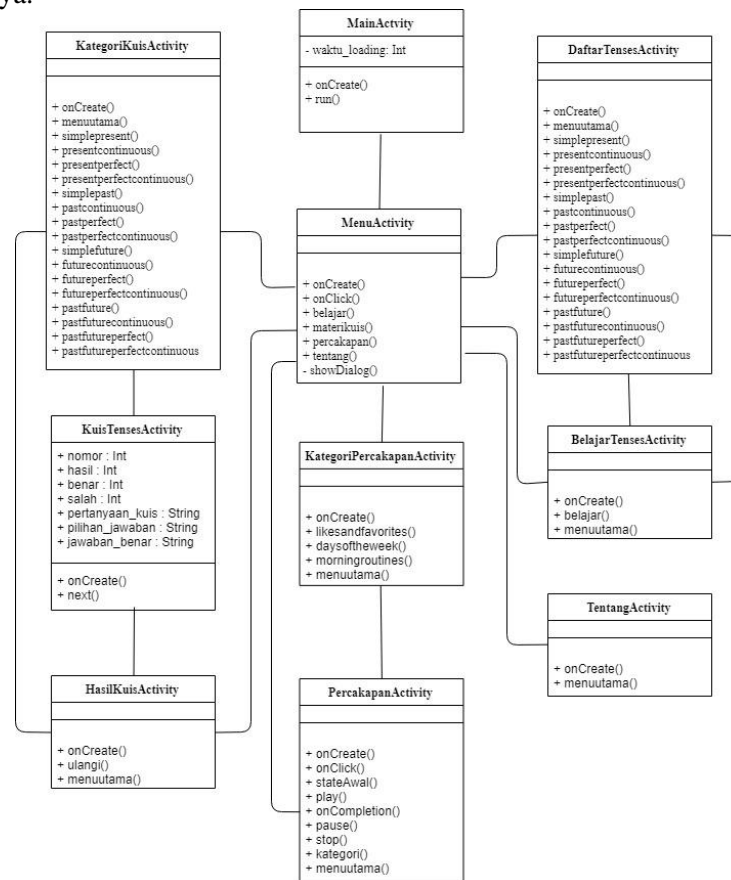 ya.
MainActvity
- waktu_loading: Int
+ onCreate()
+ run()
KategoriKuisActivity
+ onCreate()
+ menuutama()
+ simplepresent()
+ presentcontinuous()
+ presentperfect()
+ presentperfectcontinuous()
+ simplepast()
+ pastcontinuous()
+ pastperfect()
+ pastperfectcontinuous()
+ simplefuture()
+ futurecontinuous()
+ futureperfect()
+ futureperfectcontinuous()
+ pastfuture()
+ pastfuturecontinuous()
+ pastfutureperfect()
+ pastfutureperfectcontinuous
DaftarTensesActivity
+ onCreate()
+ menuutama()
+ simplepresent()
+ presentcontinuous()
+ presentperfect()
+ presentperfectcontinuous()
+ simplepast()
+ pastcontinuous()
+ pastperfect()
+ pastperfectcontinuous()
+ simplefuture()
+ futurecontinuous()
+ futureperfect()
+ futureperfectcontinuous()
+ pastfuture()
+ pastfuturecontinuous()
+ pastfutureperfect()
+ pastfutureperfectcontinuous
MenuActivity
+ onCreate()
+ onClick()
+ belajar()
+ materikuis()
+ percakapan()
+ tentang()
- showDialog()
KuisTensesActivity
+ nomor : Int
+ hasil : Int
+ benar : Int
+ salah : Int
+ pertanyaan_kuis : String
+ pilihan_jawaban : String
+ jawaban_benar : String
+ onCreate()
+ next()
KategoriPercakapanActivity
+ onCreate()
+ likesandfavorites()
+ daysoftheweek()
+ morningroutines()
+ menuutama()
BelajarTensesActivity
+ onCreate()
+ belajar()
+ menuutama()
TentangActivity
+ onCreate()
+ menuutama()
HasilKuisActivity
+ onCreate()
+ ulangi()
+ menuutama()
PercakapanActivity
+ onCreate()
+ onClick()
+ stateAwal()
+ play()
+ onCompletion()
+ pause()
+ stop()
+ kategori()
+ menuutama()